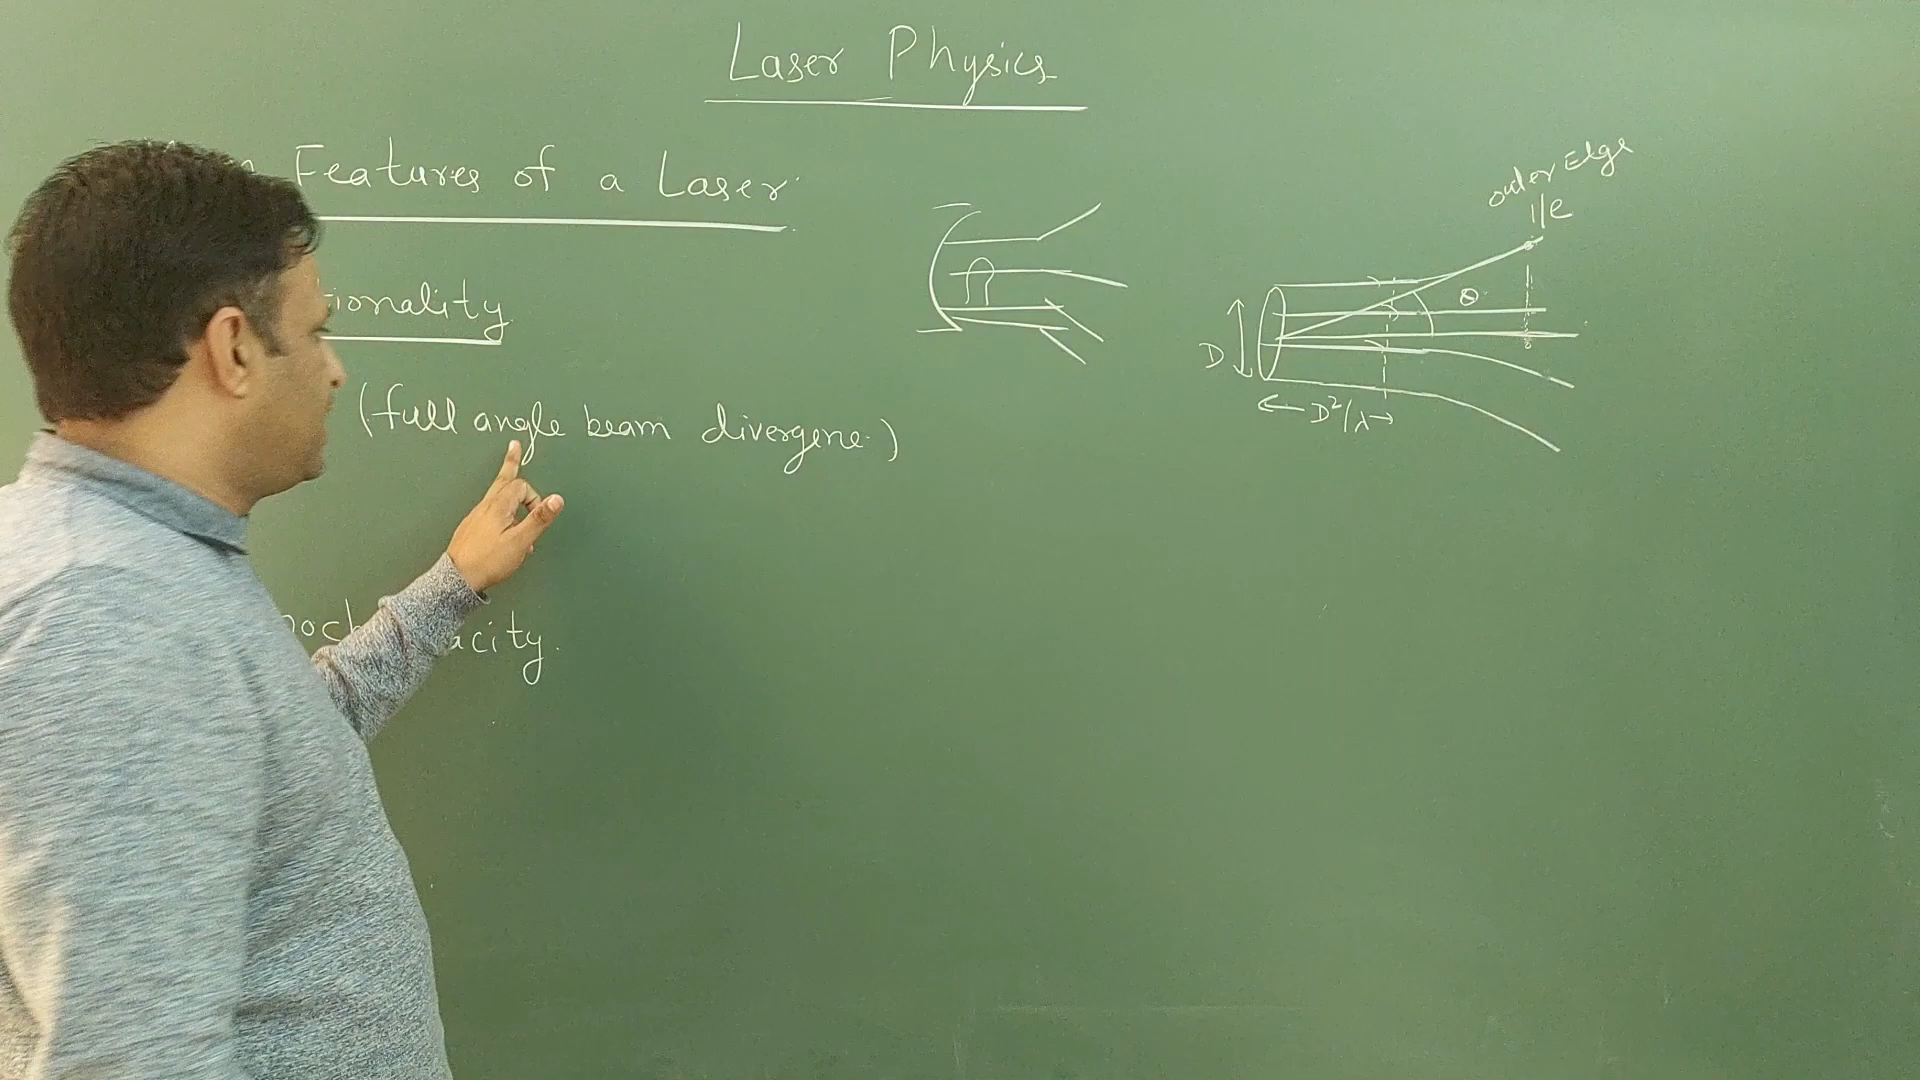 Laser Physics
Features of a Laser.
ionality
(full angle beam divergene.)
acity.
outer Edge
1/e
θ
D
D²/λ